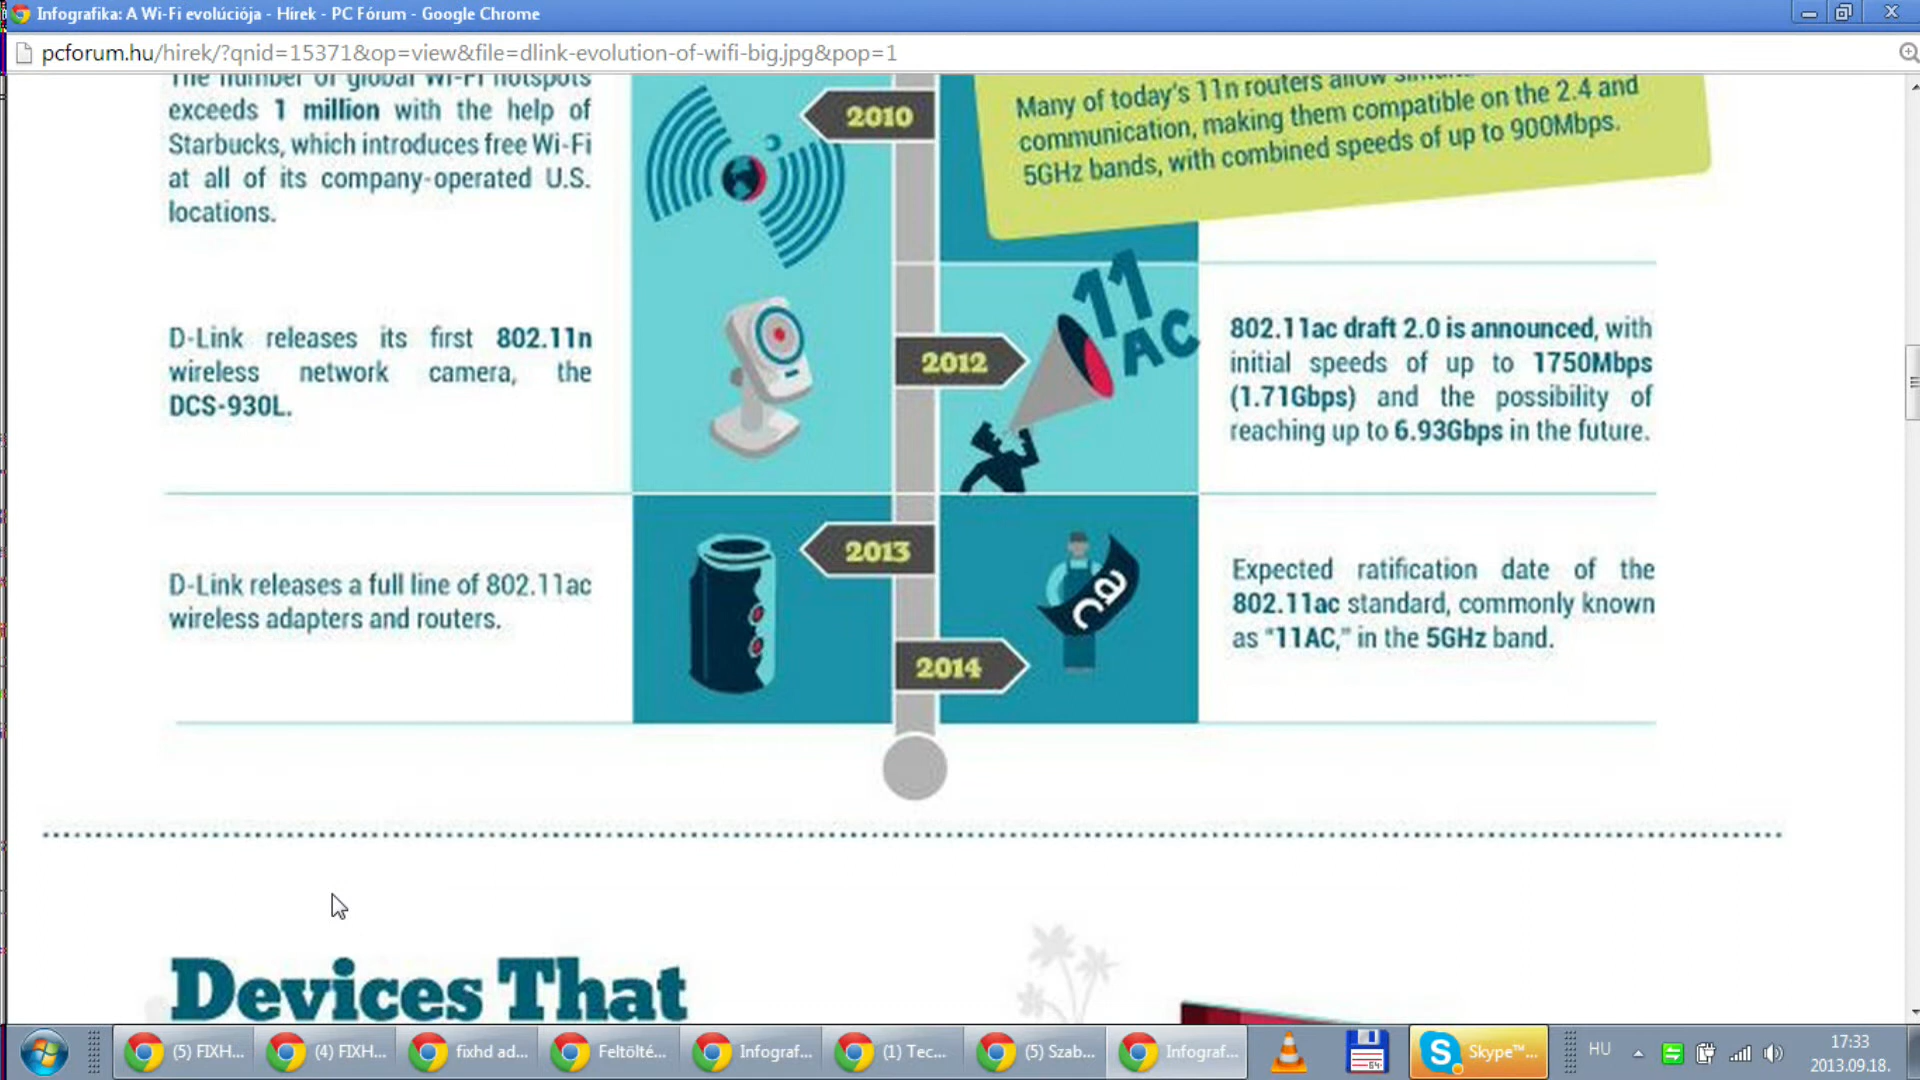 Infografika: A Wi-Fi evolúciója - Hírek - PC Fórum - Google Chrome
pcforum.hu/hirek/?qnid=15371&op=view&file=dlink-evolution-of-wifi-big.jpg&pop=1
The number of global Wi-Fi hotspots
exceeds 1 million with the help of
Starbucks, which introduces free Wi-Fi
at all of its company-operated U.S.
locations.
2010
Many of today's 11n routers allow
communication, making them compatible on the 2.4 and
5GHz bands, with combined speeds of up to 900Mbps.
D-Link releases its first 802.11n
wireless network camera, the
DCS-930L.
2012
11
AC
802.11ac draft 2.0 is announced, with
initial speeds of up to 1750Mbps
(1.71Gbps) and the possibility of
reaching up to 6.93Gbps in the future.
D-Link releases a full line of 802.11ac
wireless adapters and routers.
2013
2014
ac
Expected ratification date of the
802.11ac standard, commonly known
as "11AC," in the 5GHz band.
Devices That
(5) FIXH...
(4) FIXH...
fixhd ad...
Feltölté...
Infograf...
(1) Tec...
(5) Szab...
Infograf...
64
Skype™...
HU
17:33
2013.09.18.